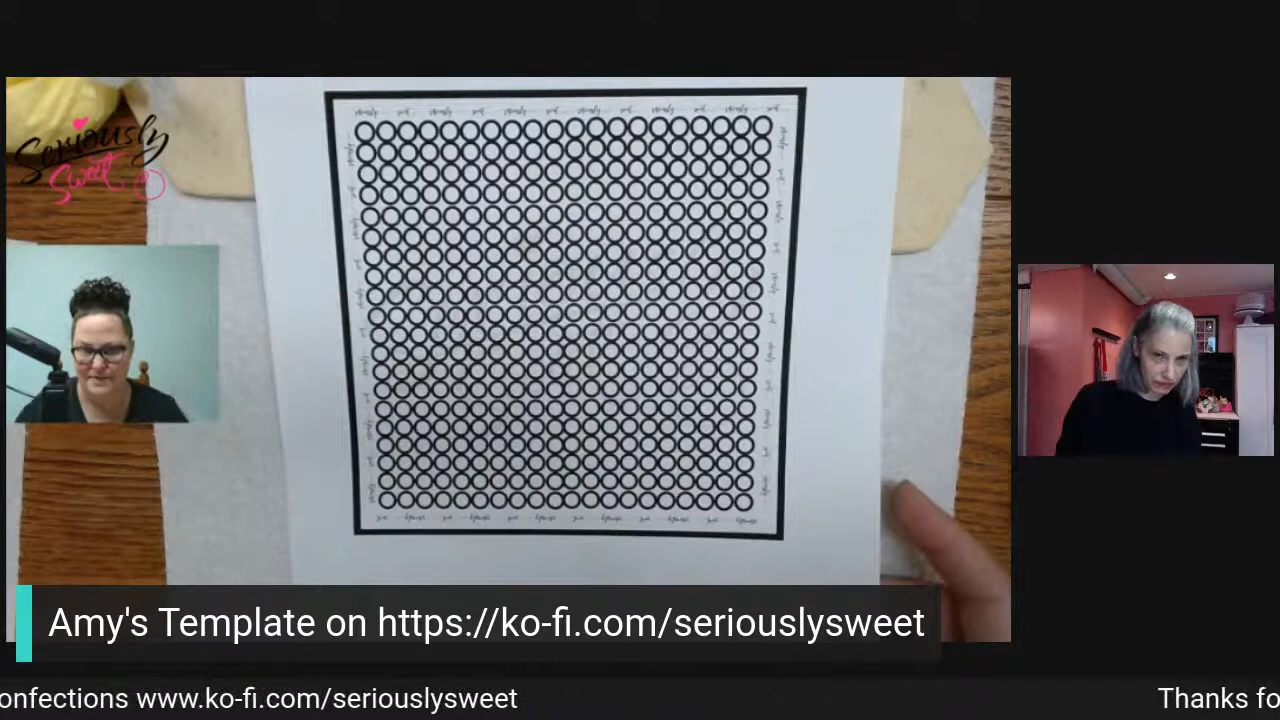 Seriously
Sweet
Amy's Template on https://ko-fi.com/seriouslysweet
onfections www.ko-fi.com/seriouslysweet
Thanks fo